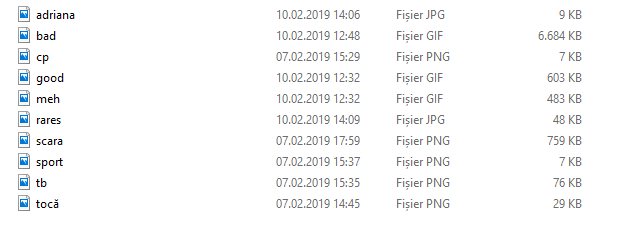 adriana 10.02.2019 14:06 Fișier JPG 9 KB
bad 10.02.2019 12:48 Fișier GIF 6.684 KB
cp 07.02.2019 15:29 Fișier PNG 7 KB
good 10.02.2019 12:32 Fișier GIF 603 KB
meh 10.02.2019 12:32 Fișier GIF 483 KB
rares 10.02.2019 14:09 Fișier JPG 48 KB
scara 07.02.2019 17:59 Fișier PNG 759 KB
sport 07.02.2019 15:37 Fișier PNG 7 KB
tb 07.02.2019 15:35 Fișier PNG 76 KB
tocă 07.02.2019 14:45 Fișier PNG 29 KB